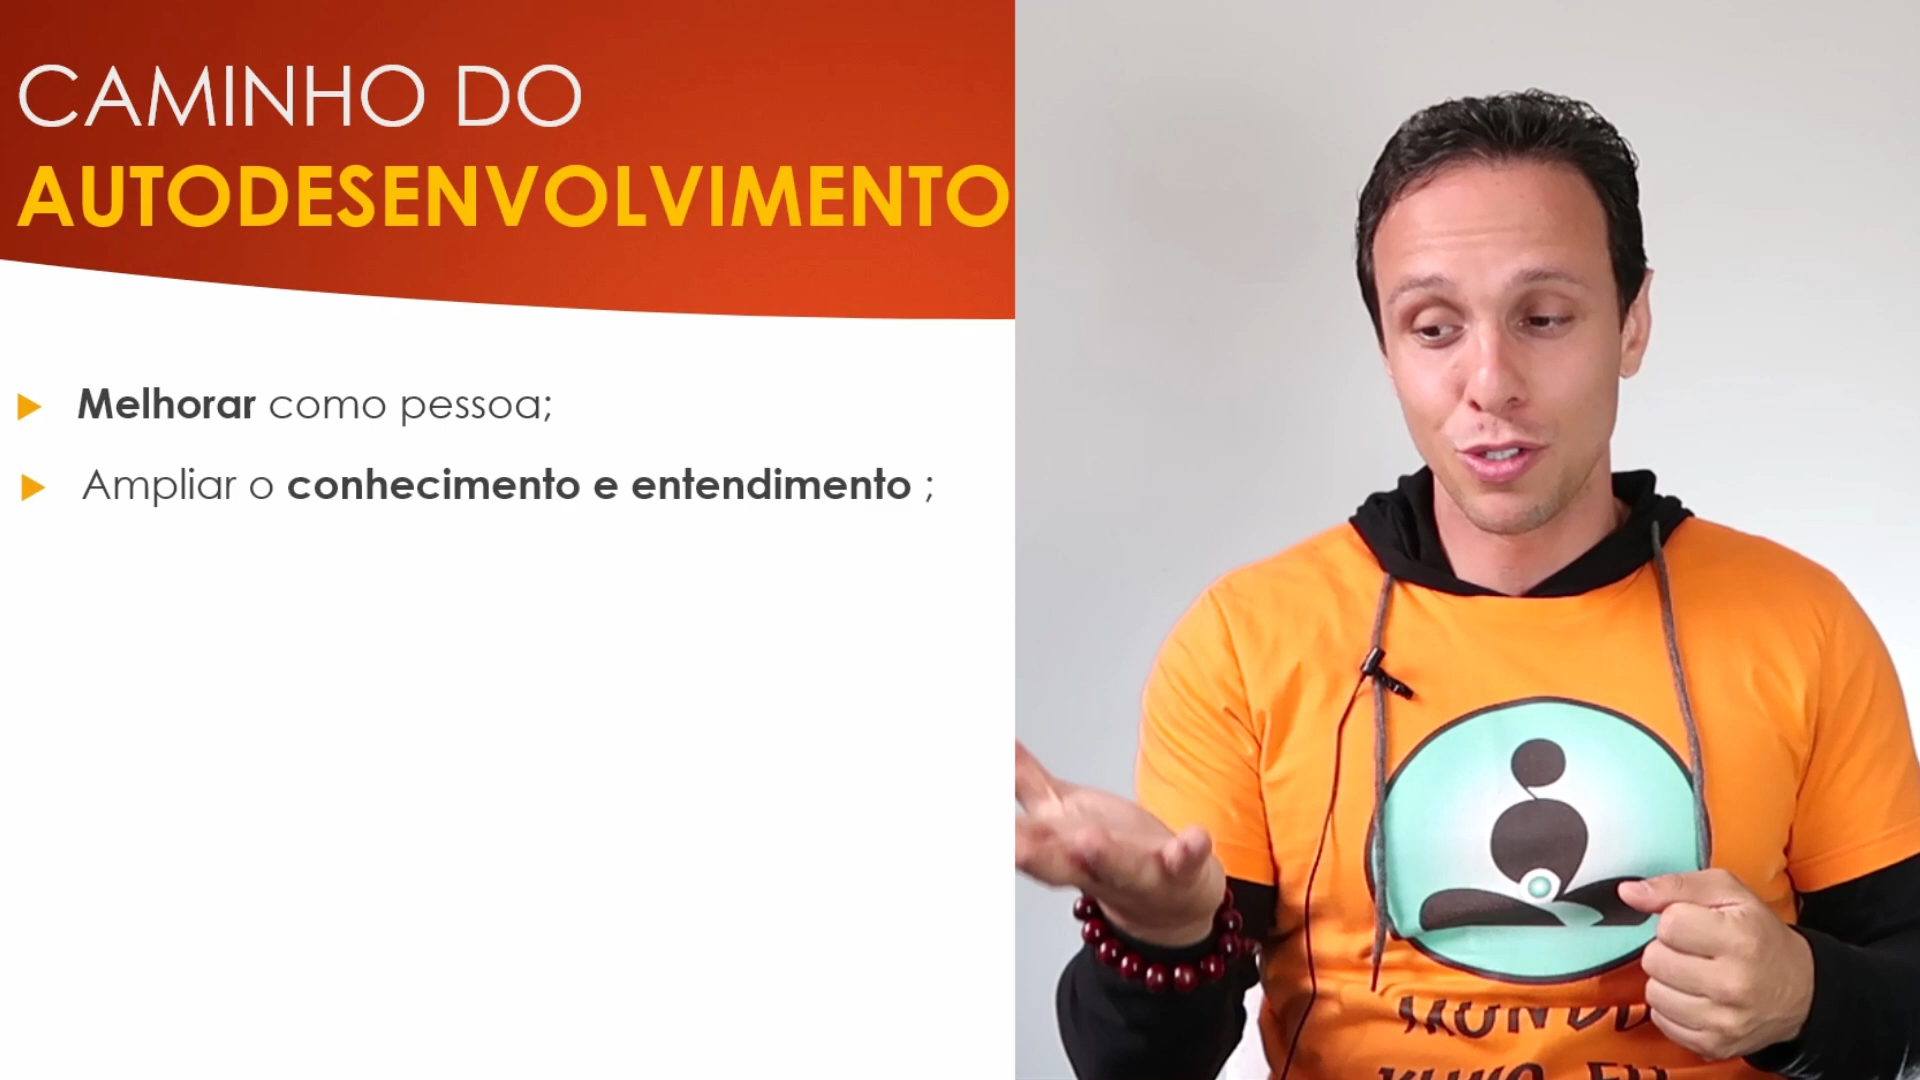 CAMINHO DO
AUTODESENVOLVIMENTO
Melhorar como pessoa;
Ampliar o conhecimento e entendimento ;